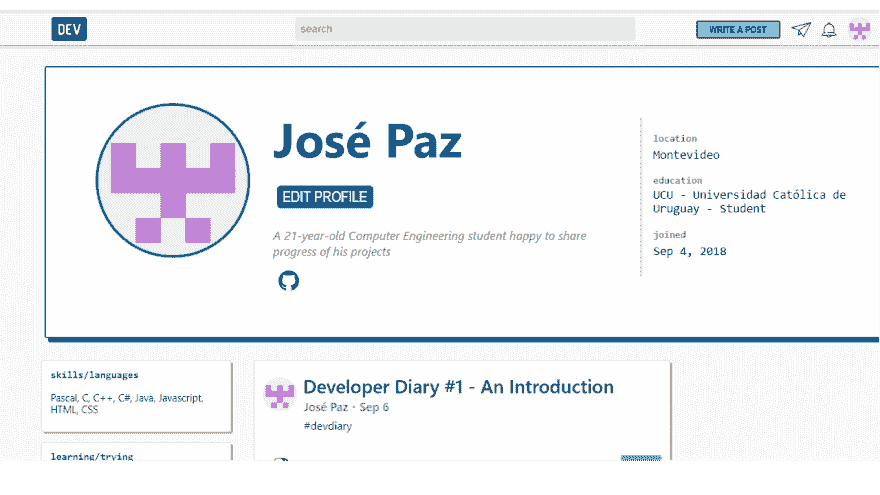 DEV
search
WRITE A POST
José Paz
EDIT PROFILE
A 21-year-old Computer Engineering student happy to share
progress of his projects
location
Montevideo
education
UCU - Universidad Católica de
Uruguay - Student
joined
Sep 4, 2018
skills/languages
Pascal, C, C++, C#, Java, Javascript,
HTML, CSS
learning/trying
Developer Diary #1 - An Introduction
José Paz · Sep 6
#devdiary